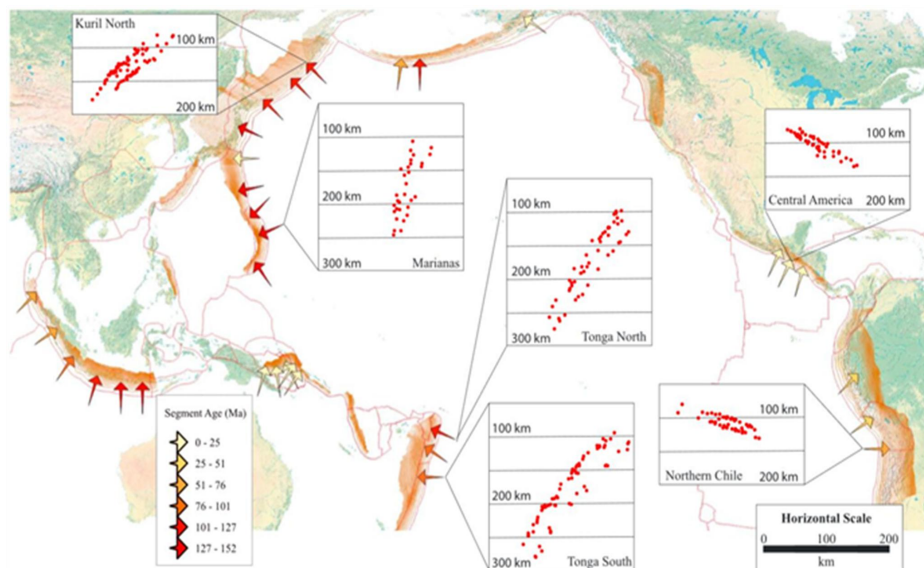 Kuril North
100 km
200 km
100 km
200 km
300 km
Marianas
100 km
Central America
200 km
100 km
200 km
300 km
Tonga North
100 km
Northern Chile
200 km
100 km
200 km
300 km
Tonga South
Segment Age (Ma)
0 - 25
25 - 51
51 - 76
76 - 101
101 - 127
127 - 152
Horizontal Scale
0 100 200
km